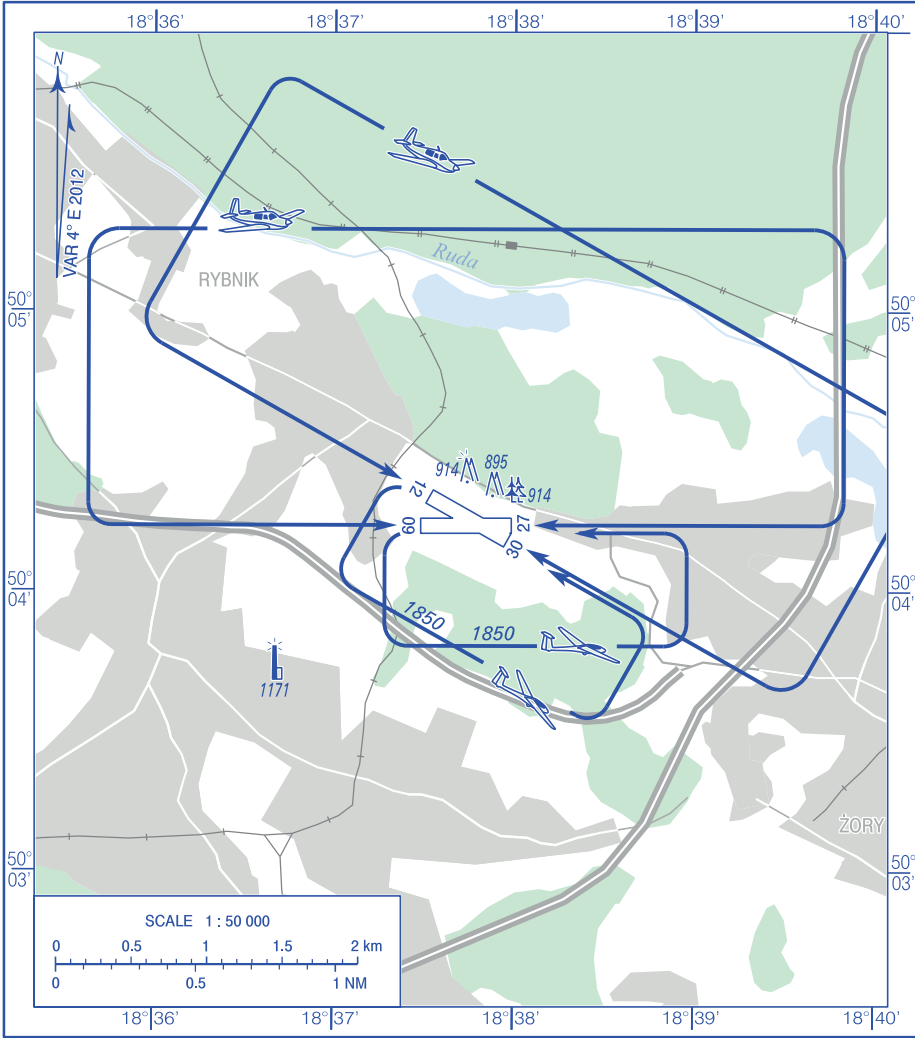 18°36' 18°37' 18°38' 18°39' 18°40'
N
VAR 4° E 2012
Ruda
RYBNIK
50°
05'
50°
05'
914
895
914
12
09
27
30
50°
04'
50°
04'
1850
1850
1171
ŻORY
50°
03'
50°
03'
SCALE 1 : 50 000
0 0.5 1 1.5 2 km
0 0.5 1 NM
18°36' 18°37' 18°38' 18°39' 18°40'